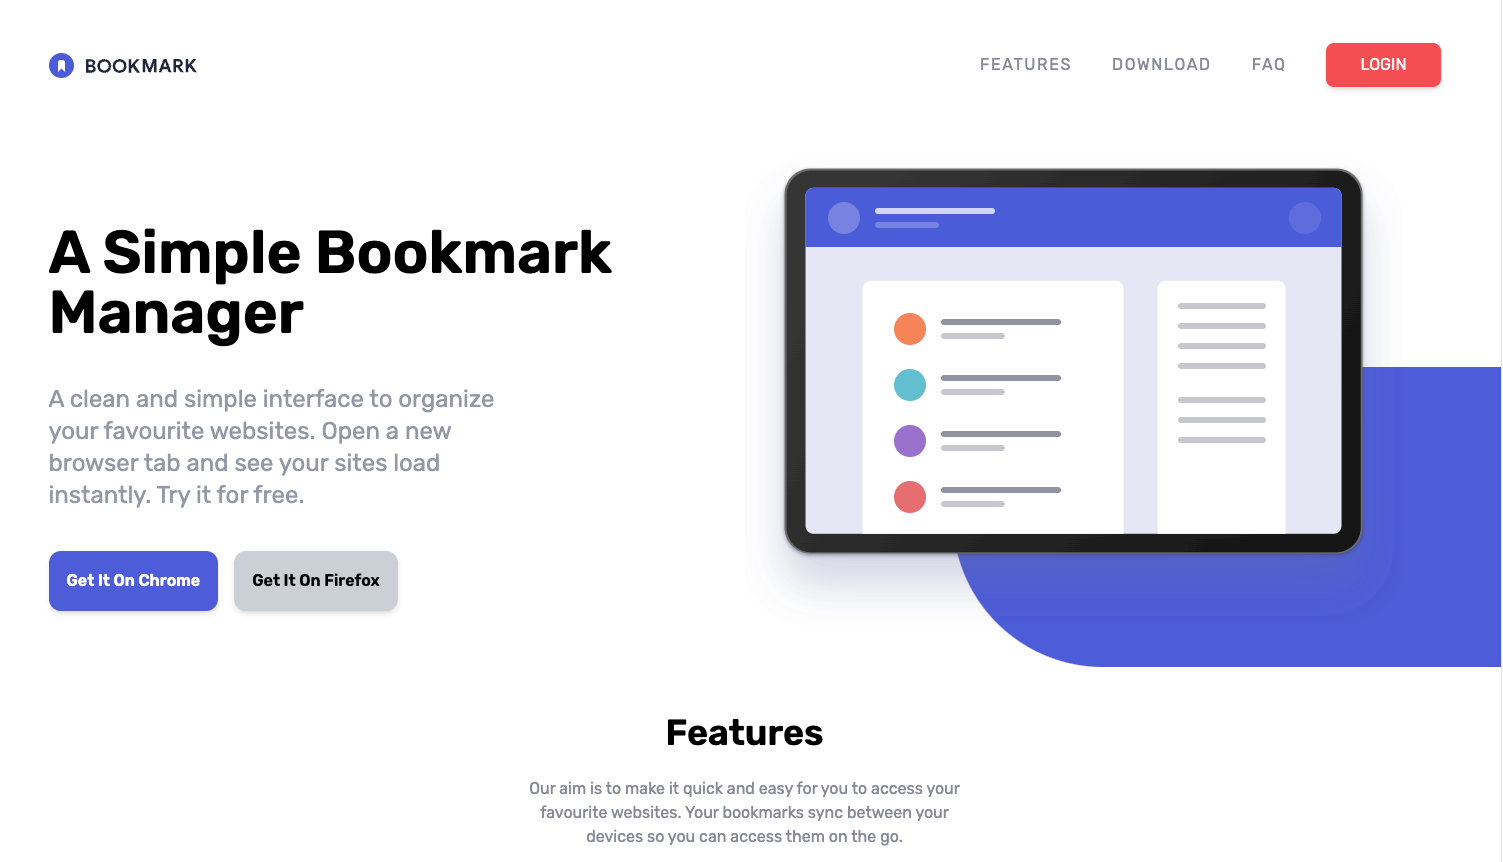 BOOKMARK
FEATURES
DOWNLOAD
FAQ
LOGIN
A Simple Bookmark
Manager
A clean and simple interface to organize
your favourite websites. Open a new
browser tab and see your sites load
instantly. Try it for free.
Get It On Chrome
Get It On Firefox
Features
Our aim is to make it quick and easy for you to access your
favourite websites. Your bookmarks sync between your
devices so you can access them on the go.